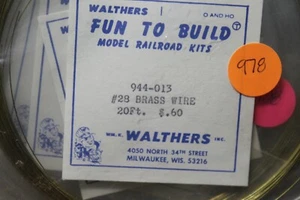 WALTHERS
O AND HO
FUN TO BUILD
MODEL RAILROAD KITS
944-013
#28 BRASS WIRE
20Ft. $.60
978
WM. K. WALTHERS INC.
4050 NORTH 34TH STREET
MILWAUKEE, WIS. 53216